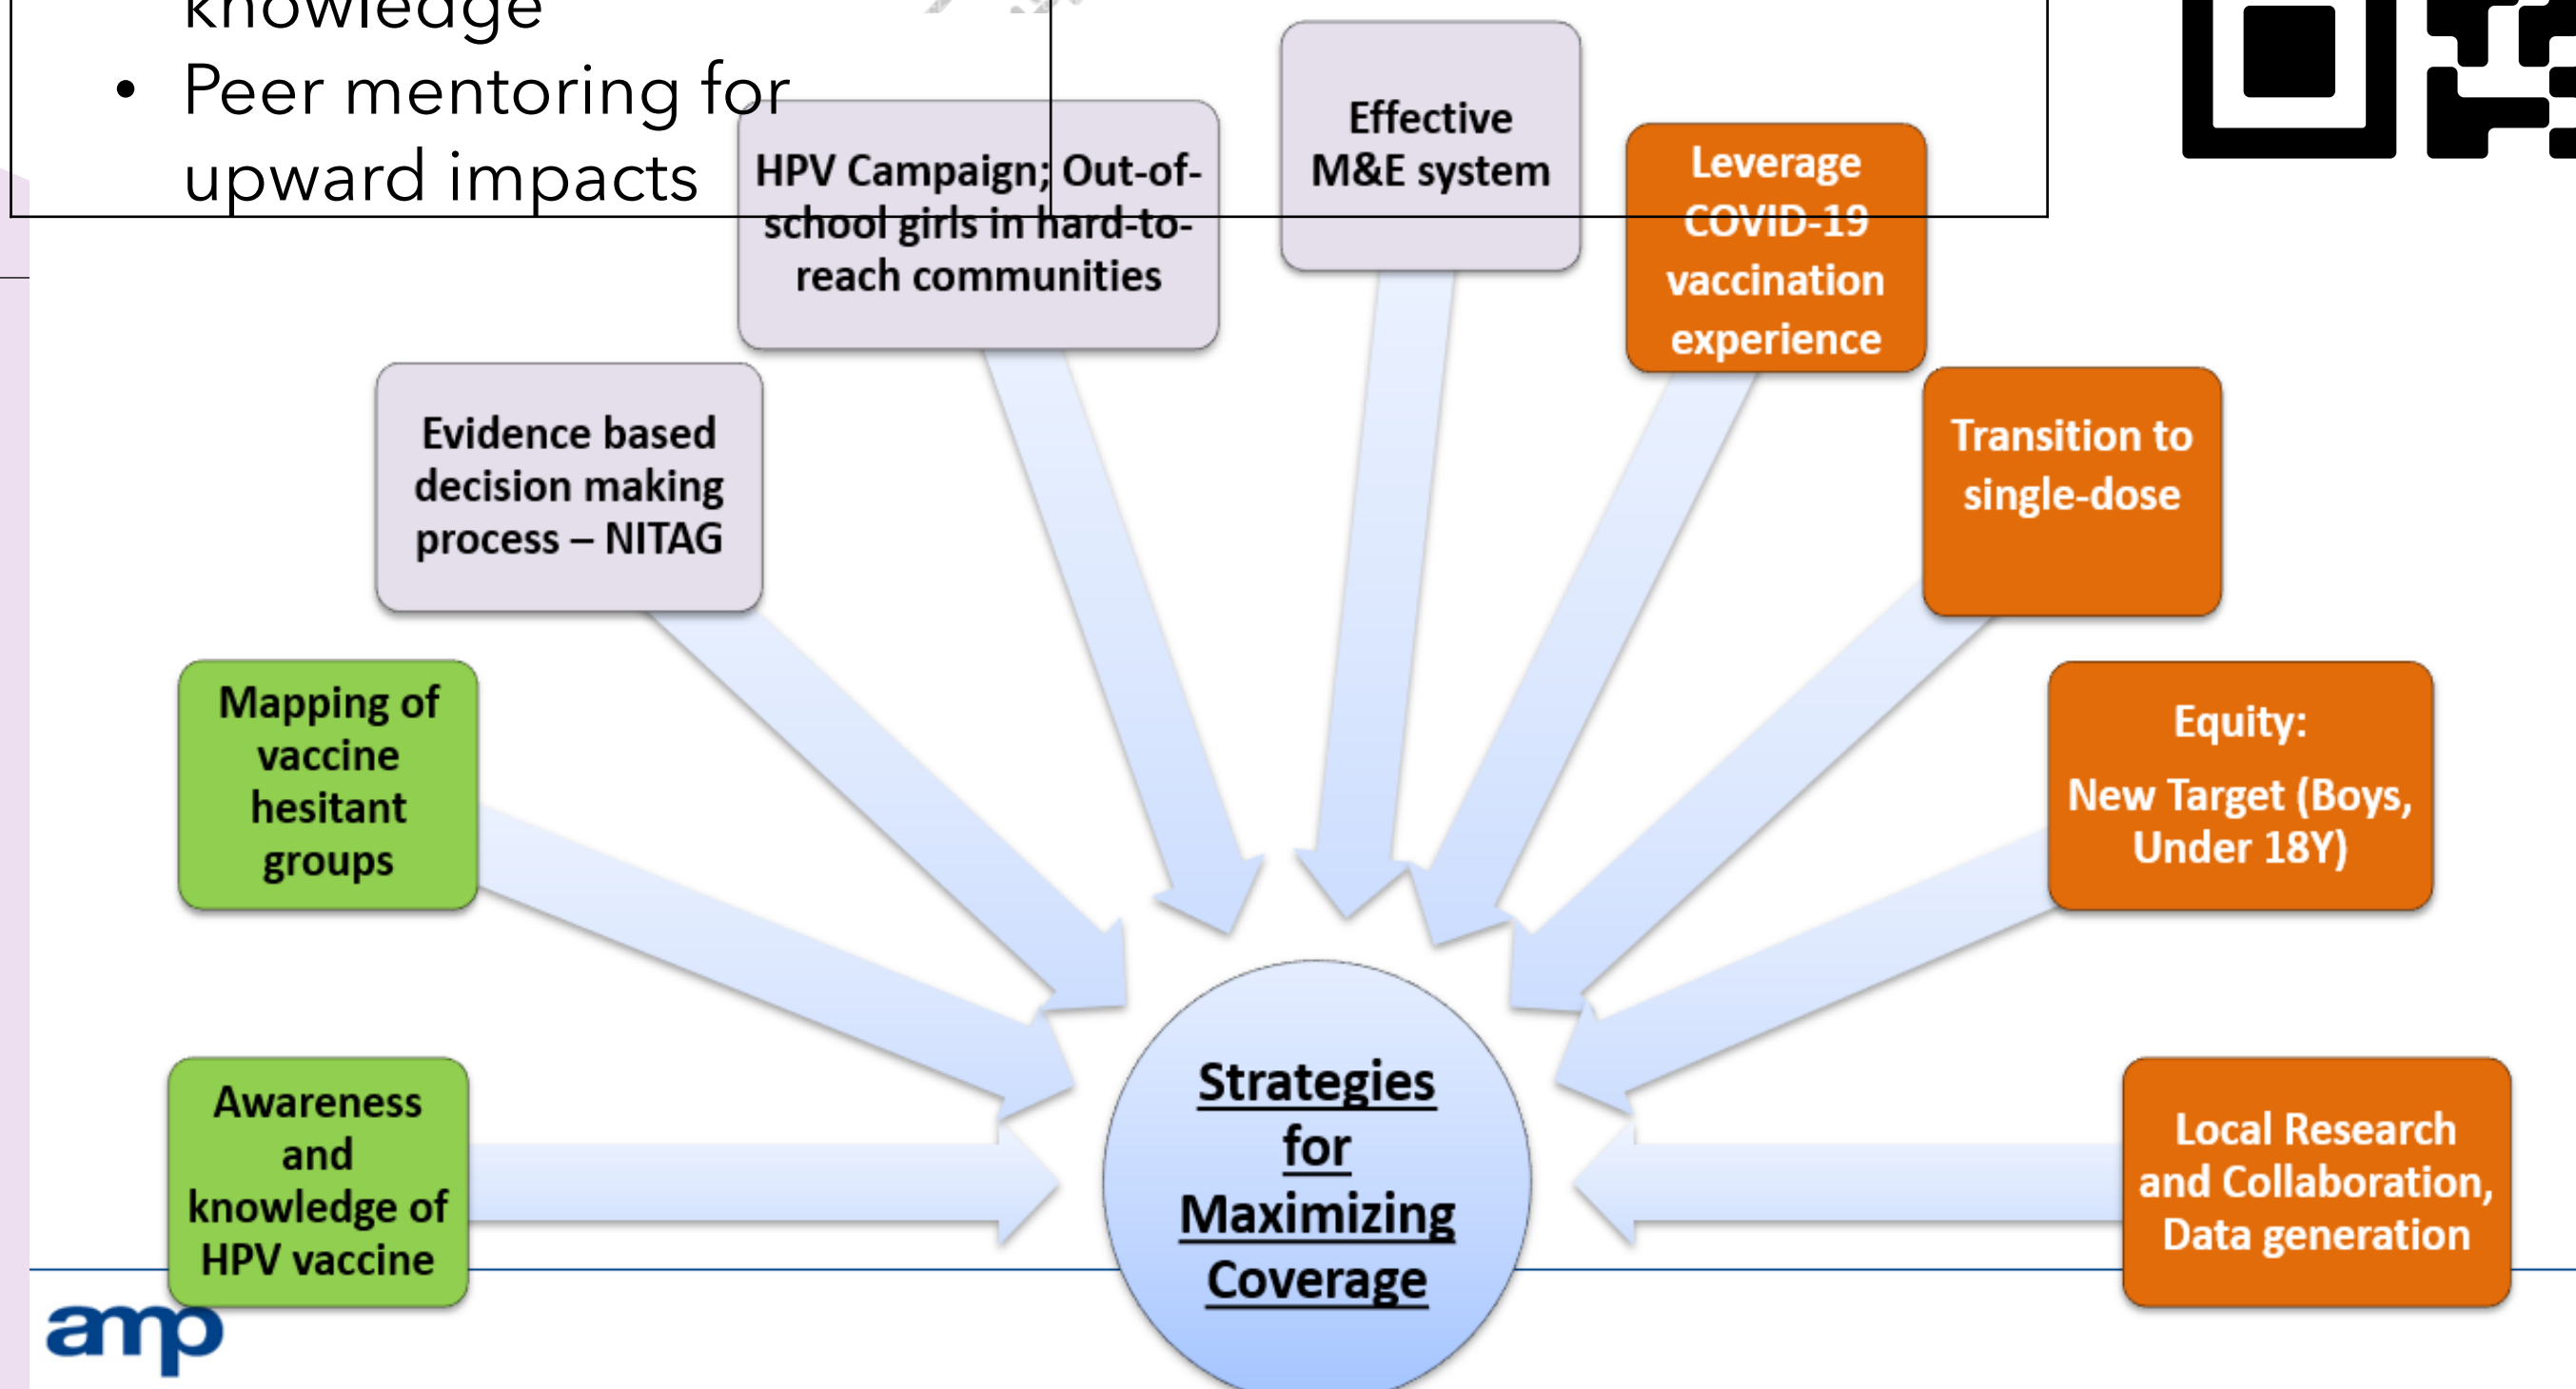 knowledge
• Peer mentoring for
upward impacts
HPV Campaign; Out-of-
school girls in hard-to-
reach communities
Effective
M&E system
Leverage
COVID-19
vaccination
experience
Evidence based
decision making
process – NITAG
Transition to
single-dose
Mapping of
vaccine
hesitant
groups
Equity:
New Target (Boys,
Under 18Y)
Awareness
and
knowledge of
HPV vaccine
Strategies
for
Maximizing
Coverage
Local Research
and Collaboration,
Data generation
amp